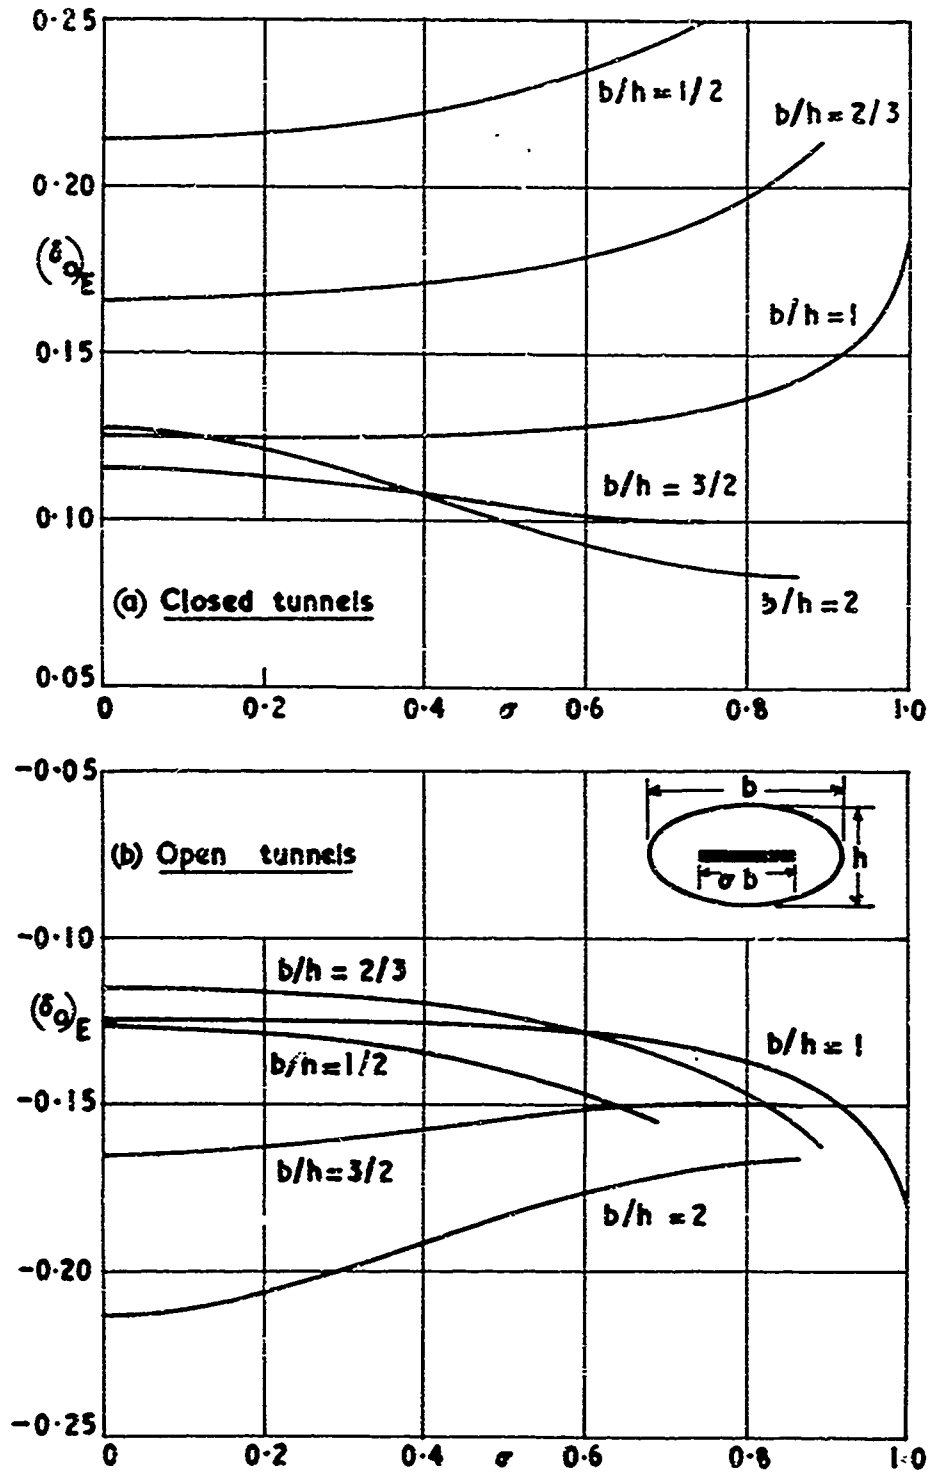 0·25
b/h = 1/2
b/h = 2/3
0·20
(δ₀)E
b/h = 1
0·15
b/h = 3/2
0·10
(a) Closed tunnels
b/h = 2
0·05
0 0·2 0·4 σ 0·6 0·8 1·0
-0·05
b
(b) Open tunnels
h
σ b
-0·10
b/h = 2/3
(δ₀)E
b/h = 1
b/h = 1/2
-0·15
b/h = 3/2
b/h = 2
-0·20
-0·25
0 0·2 0·4 σ 0·6 0·8 1·0